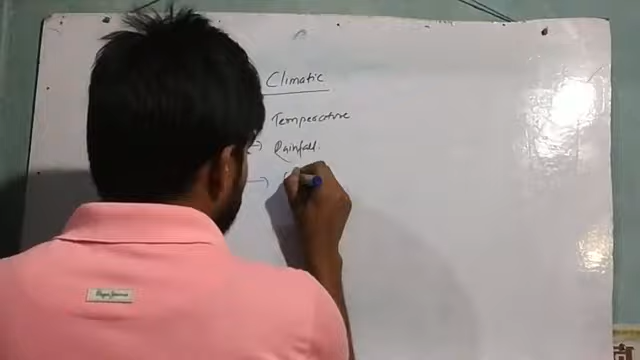 Climatic
Temperature
→ Rainfall.
→